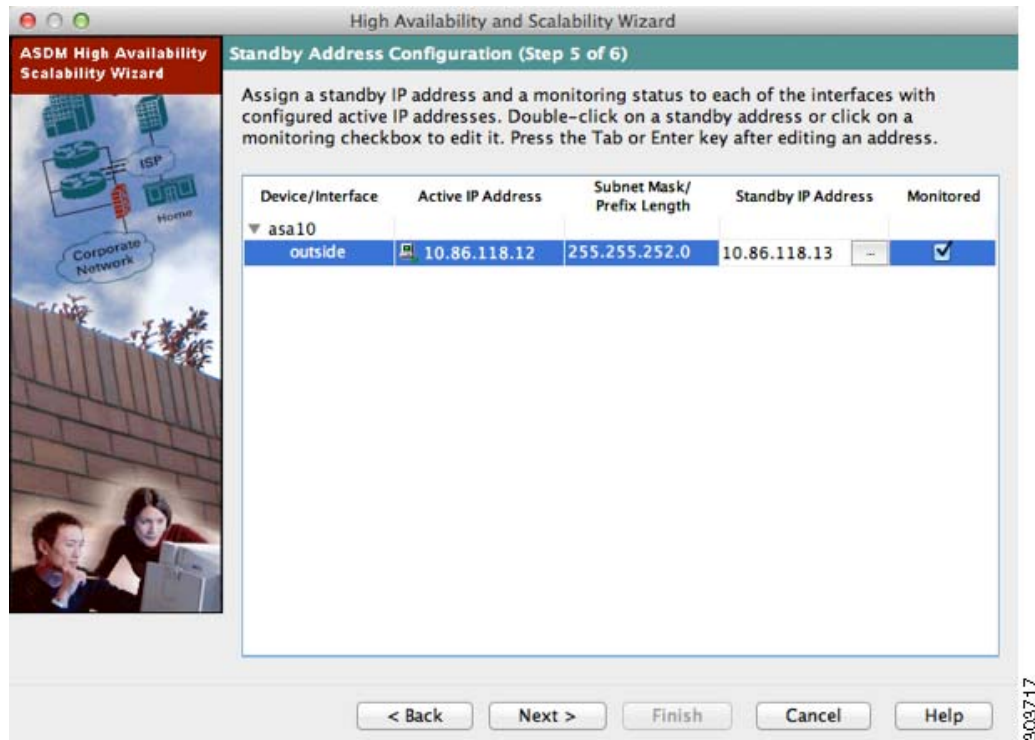 High Availability and Scalability Wizard
ASDM High Availability
Scalability Wizard
ISP
Home
Corporate
Network
Standby Address Configuration (Step 5 of 6)
Assign a standby IP address and a monitoring status to each of the interfaces with
configured active IP addresses. Double-click on a standby address or click on a
monitoring checkbox to edit it. Press the Tab or Enter key after editing an address.
Device/Interface Active IP Address Subnet Mask/ Prefix Length Standby IP Address Monitored
asa10
outside 10.86.118.12 255.255.252.0 10.86.118.13 ...
< Back Next > Finish Cancel Help
303717